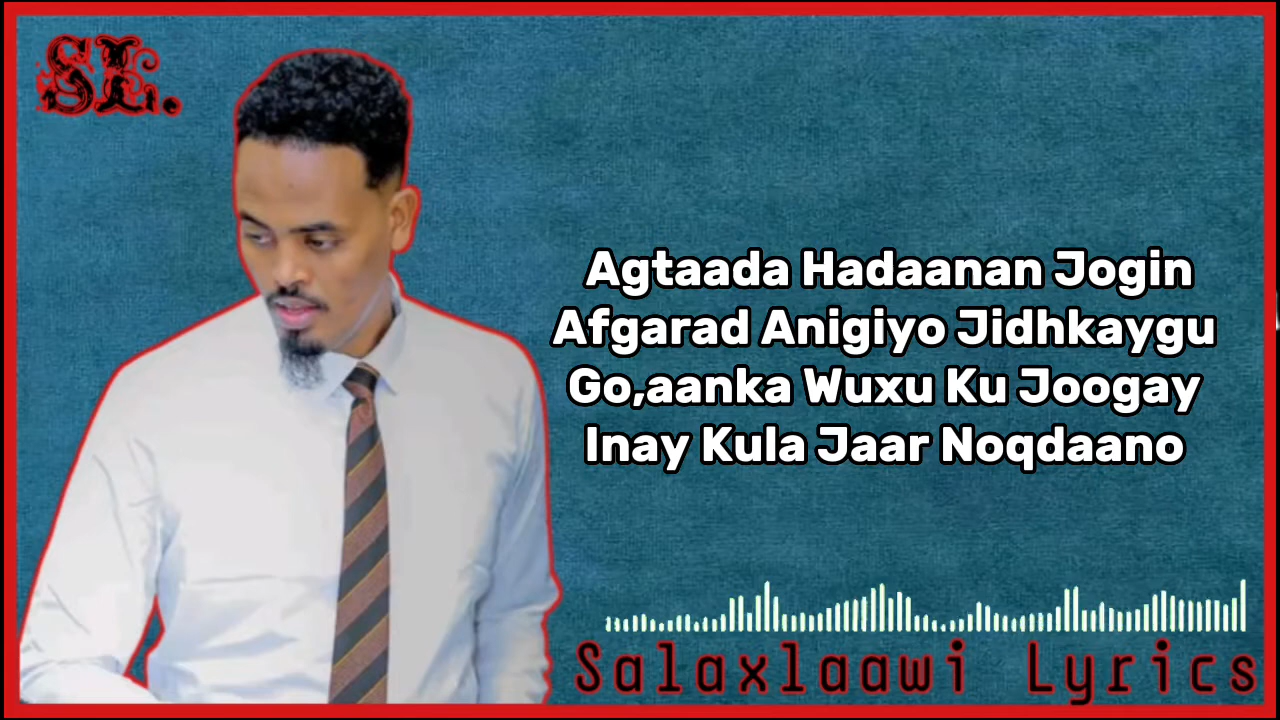 SL.
Agtaada Hadaanan Jogin
Afgarad Anigiyo Jidhkaygu
Go,aanka Wuxu Ku Joogay
Inay Kula Jaar Noqdaano
Salaxlaawi Lyrics